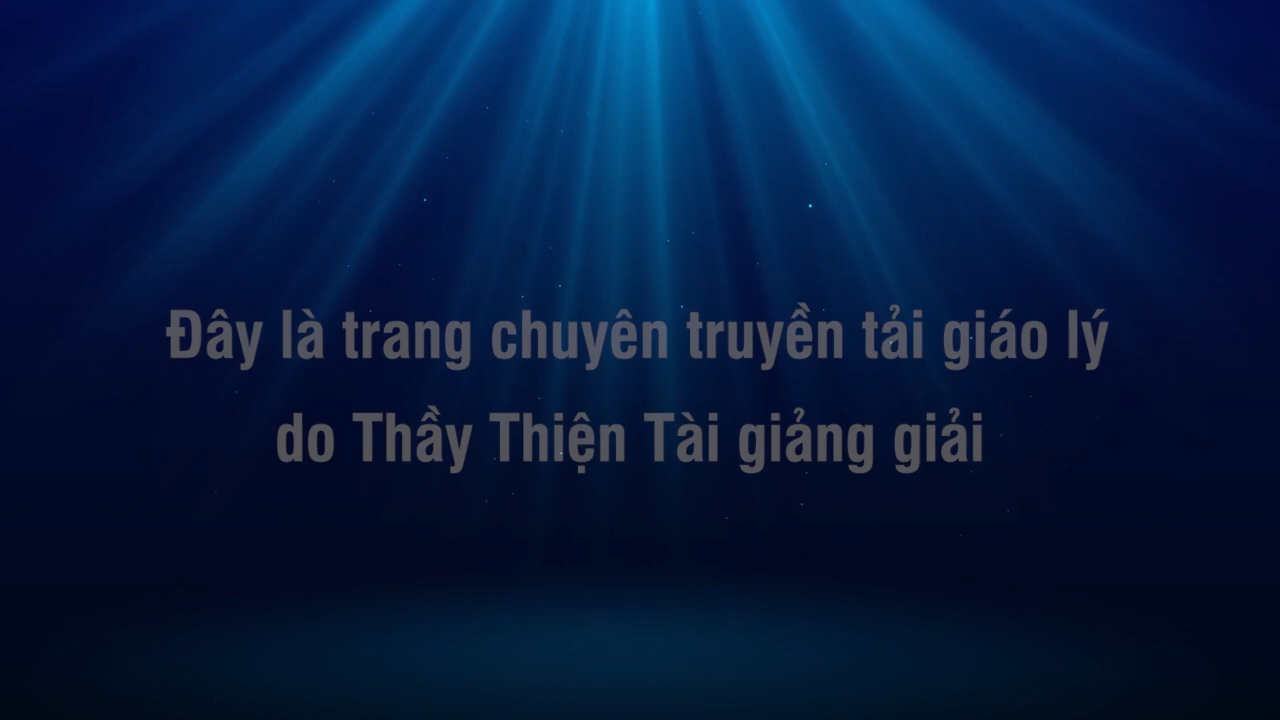 Đây là trang chuyên truyền tải giáo lý
do Thầy Thiện Tài giảng giải